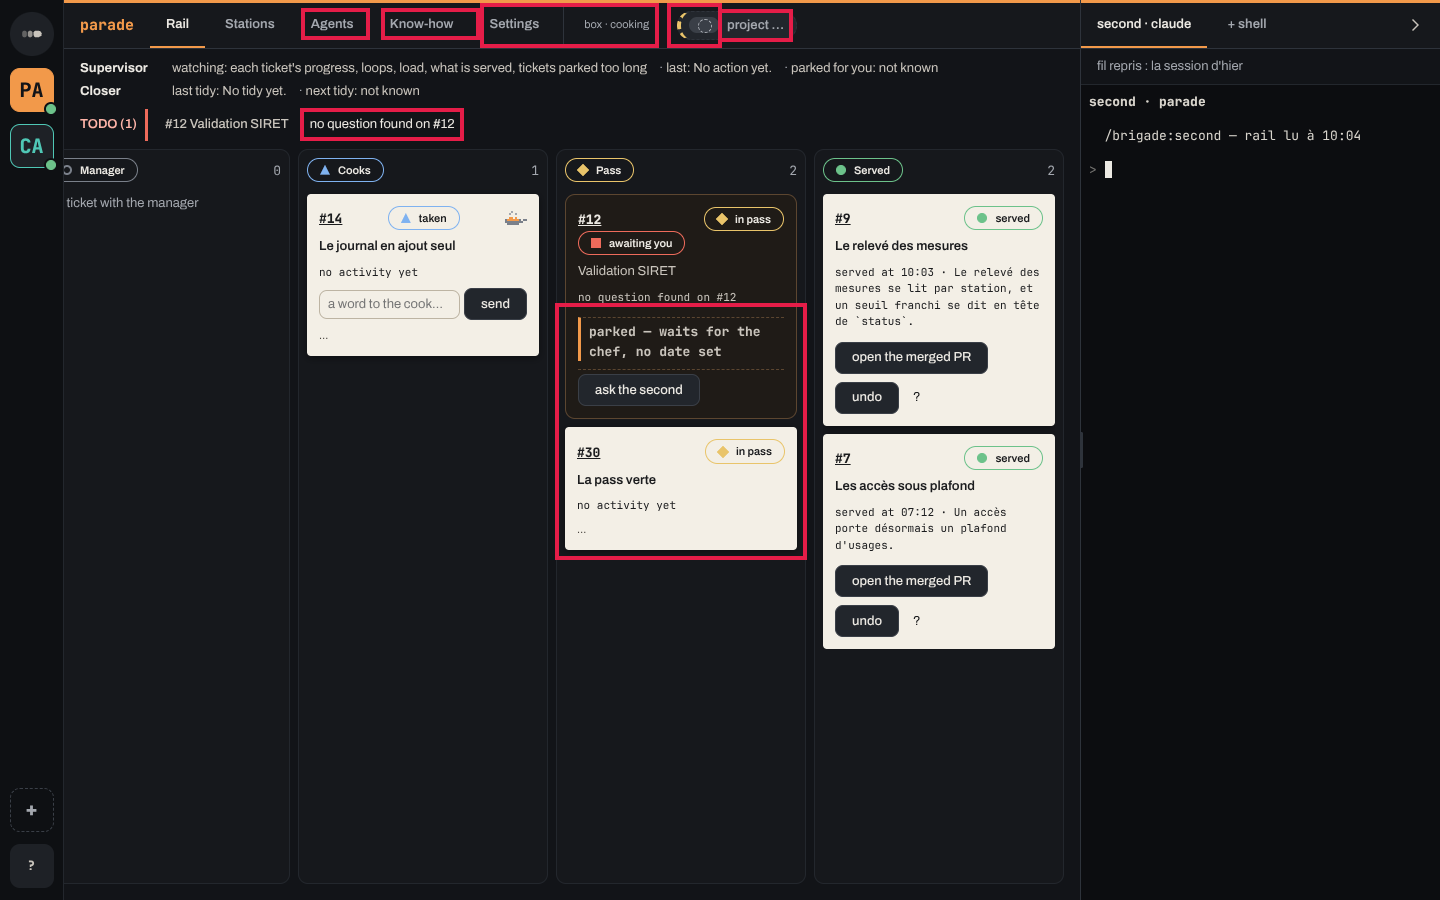 parade
Rail
Stations
Agents
Know-how
Settings
box · cooking
project ...
second · claude
+ shell
fil repris : la session d'hier
PA
CA
Supervisor watching: each ticket's progress, loops, load, what is served, tickets parked too long · last: No action yet. · parked for you: not known
Closer last tidy: No tidy yet. · next tidy: not known
TODO (1) #12 Validation SIRET no question found on #12
Manager 0
ticket with the manager
Cooks 1
#14 taken
Le journal en ajout seul
no activity yet
a word to the cook... send
...
Pass 2
#12 in pass
awaiting you
Validation SIRET
no question found on #12
parked — waits for the
chef, no date set
ask the second
#30 in pass
La pass verte
no activity yet
...
Served 2
#9 served
Le relevé des mesures
served at 10:03 · Le relevé des
mesures se lit par station, et
un seuil franchi se dit en tête
de `status`.
open the merged PR
undo ?
#7 served
Les accès sous plafond
served at 07:12 · Un accès
porte désormais un plafond
d'usages.
open the merged PR
undo ?
second · parade
/brigade:second — rail lu à 10:04
>
+
?